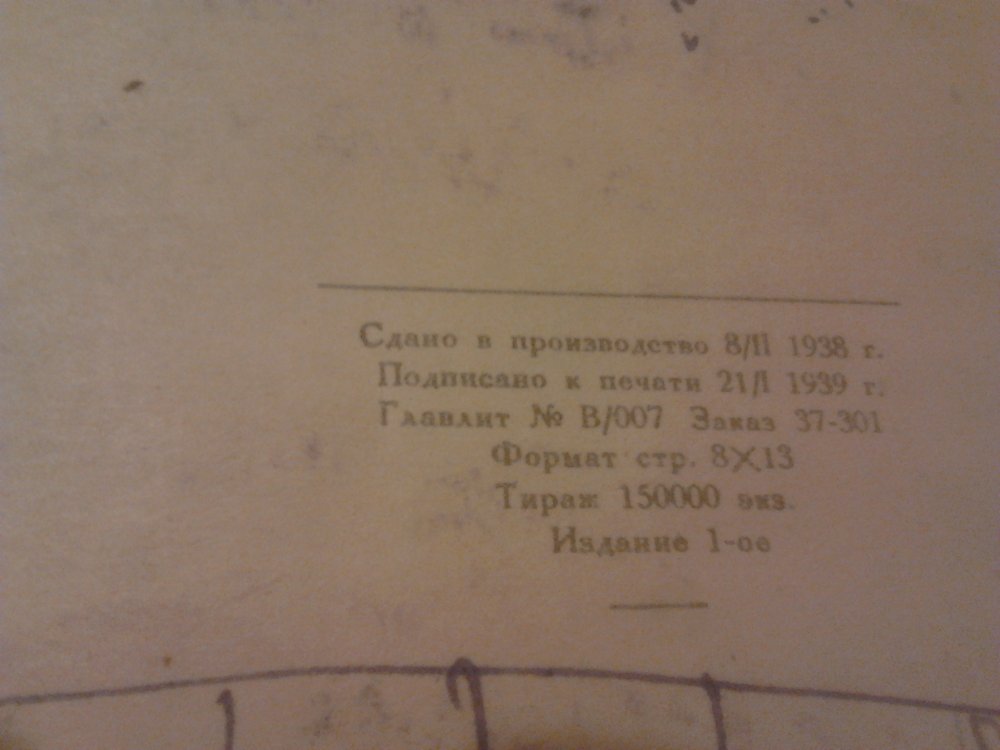 Сдано в производство 8/II 1938 г.
Подписано к печати 21/I 1939 г.
Главлит № В/007 Заказ 37-301
Формат стр. 8X13
Тираж 150000 экз.
Издание 1-ое